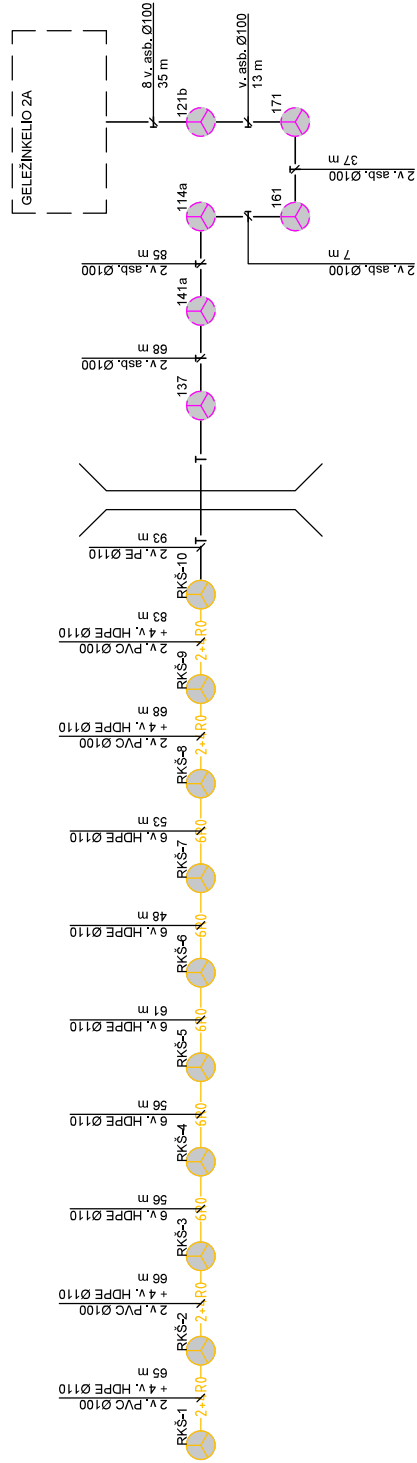 GELEŽINKELIO 2A
8 v. asb. Ø100
35 m
121b
v. asb. Ø100
13 m
171
2 v. asb. Ø100
37 m
161
2 v. asb. Ø100
7 m
114a
2 v. asb. Ø100
85 m
141a
2 v. asb. Ø100
68 m
137
2 v. PE Ø110
93 m
RKŠ-10
2 v. PVC Ø100
+ 4 v. HDPE Ø110
83 m
RKŠ-9
2 v. PVC Ø100
+ 4 v. HDPE Ø110
68 m
RKŠ-8
6 v. HDPE Ø110
53 m
RKŠ-7
6 v. HDPE Ø110
48 m
RKŠ-6
6 v. HDPE Ø110
61 m
RKŠ-5
6 v. HDPE Ø110
56 m
RKŠ-4
6 v. HDPE Ø110
56 m
RKŠ-3
2 v. PVC Ø100
+ 4 v. HDPE Ø110
66 m
RKŠ-2
2 v. PVC Ø100
+ 4 v. HDPE Ø110
65 m
RKŠ-1